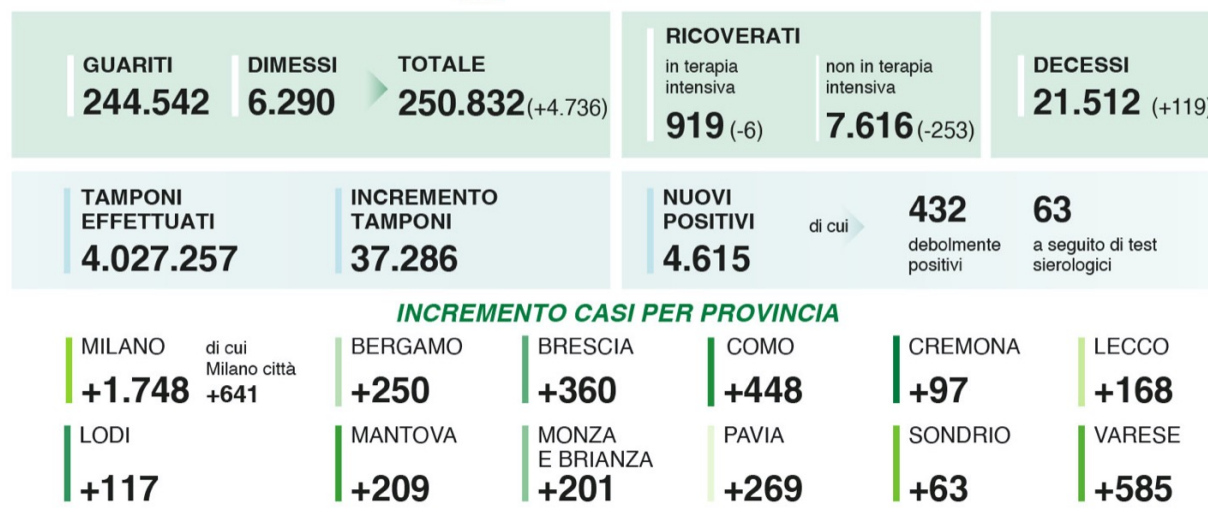 GUARITI
244.542
DIMESSI
6.290
TOTALE
250.832 (+4.736)
RICOVERATI
in terapia
intensiva
919 (-6)
non in terapia
intensiva
7.616 (-253)
DECESSI
21.512 (+119)
TAMPONI
EFFETTUATI
4.027.257
INCREMENTO
TAMPONI
37.286
NUOVI
POSITIVI
4.615
di cui
432
debolmente
positivi
63
a seguito di test
sierologici
INCREMENTO CASI PER PROVINCIA
MILANO
+1.748
di cui
Milano città
+641
BERGAMO
+250
BRESCIA
+360
COMO
+448
CREMONA
+97
LECCO
+168
LODI
+117
MANTOVA
+209
MONZA
E BRIANZA
+201
PAVIA
+269
SONDRIO
+63
VARESE
+585